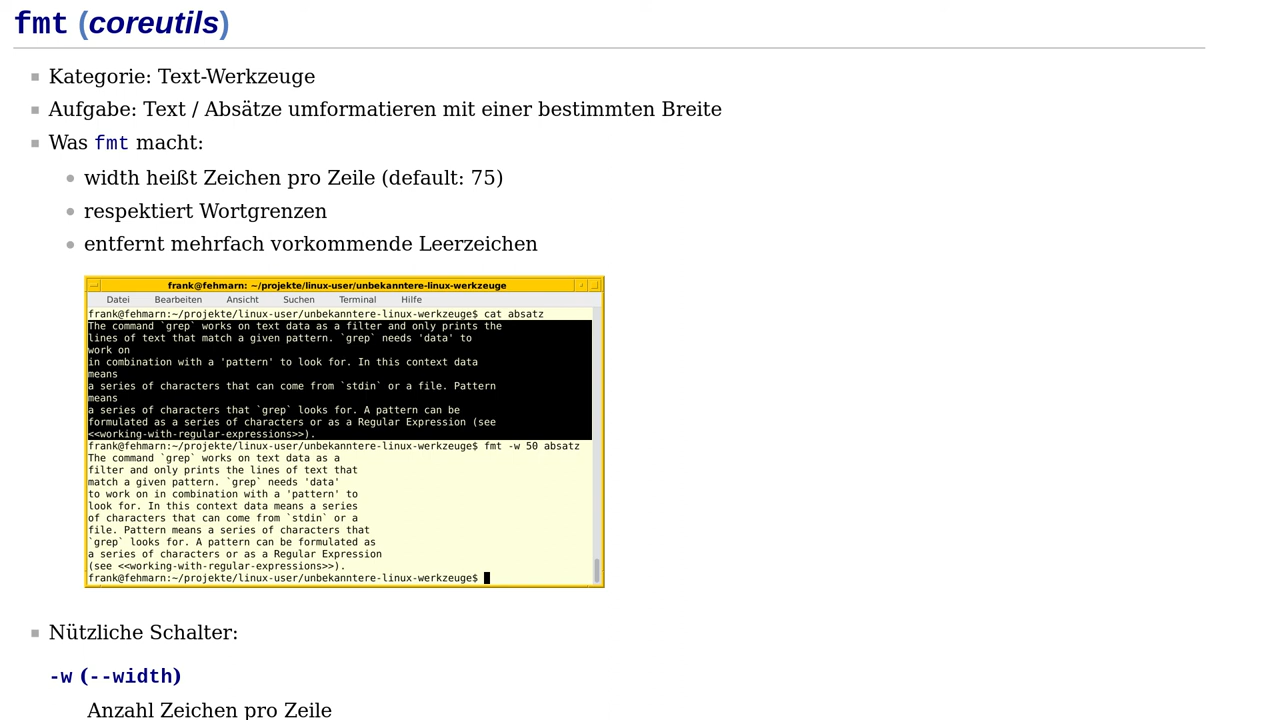 fmt (coreutils)
Kategorie: Text-Werkzeuge
Aufgabe: Text / Absätze umformatieren mit einer bestimmten Breite
Was fmt macht:
width heißt Zeichen pro Zeile (default: 75)
respektiert Wortgrenzen
entfernt mehrfach vorkommende Leerzeichen
frank@fehmarn: ~/projekte/linux-user/unbekanntere-linux-werkzeuge
Datei Bearbeiten Ansicht Suchen Terminal Hilfe
frank@fehmarn:~/projekte/linux-user/unbekanntere-linux-werkzeuge$ cat absatz
The command `grep` works on text data as a filter and only prints the
lines of text that match a given pattern. `grep` needs 'data' to
work on
in combination with a 'pattern' to look for. In this context data
means
a series of characters that can come from `stdin` or a file. Pattern
means
a series of characters that `grep` looks for. A pattern can be
formulated as a series of characters or as a Regular Expression (see
<<working-with-regular-expressions>>).
frank@fehmarn:~/projekte/linux-user/unbekanntere-linux-werkzeuge$ fmt -w 50 absatz
The command `grep` works on text data as a
filter and only prints the lines of text that
match a given pattern. `grep` needs 'data'
to work on in combination with a 'pattern' to
look for. In this context data means a series
of characters that can come from `stdin` or a
file. Pattern means a series of characters that
`grep` looks for. A pattern can be formulated as
a series of characters or as a Regular Expression
(see <<working-with-regular-expressions>>).
frank@fehmarn:~/projekte/linux-user/unbekanntere-linux-werkzeuge$
Nützliche Schalter:
-w (--width)
Anzahl Zeichen pro Zeile